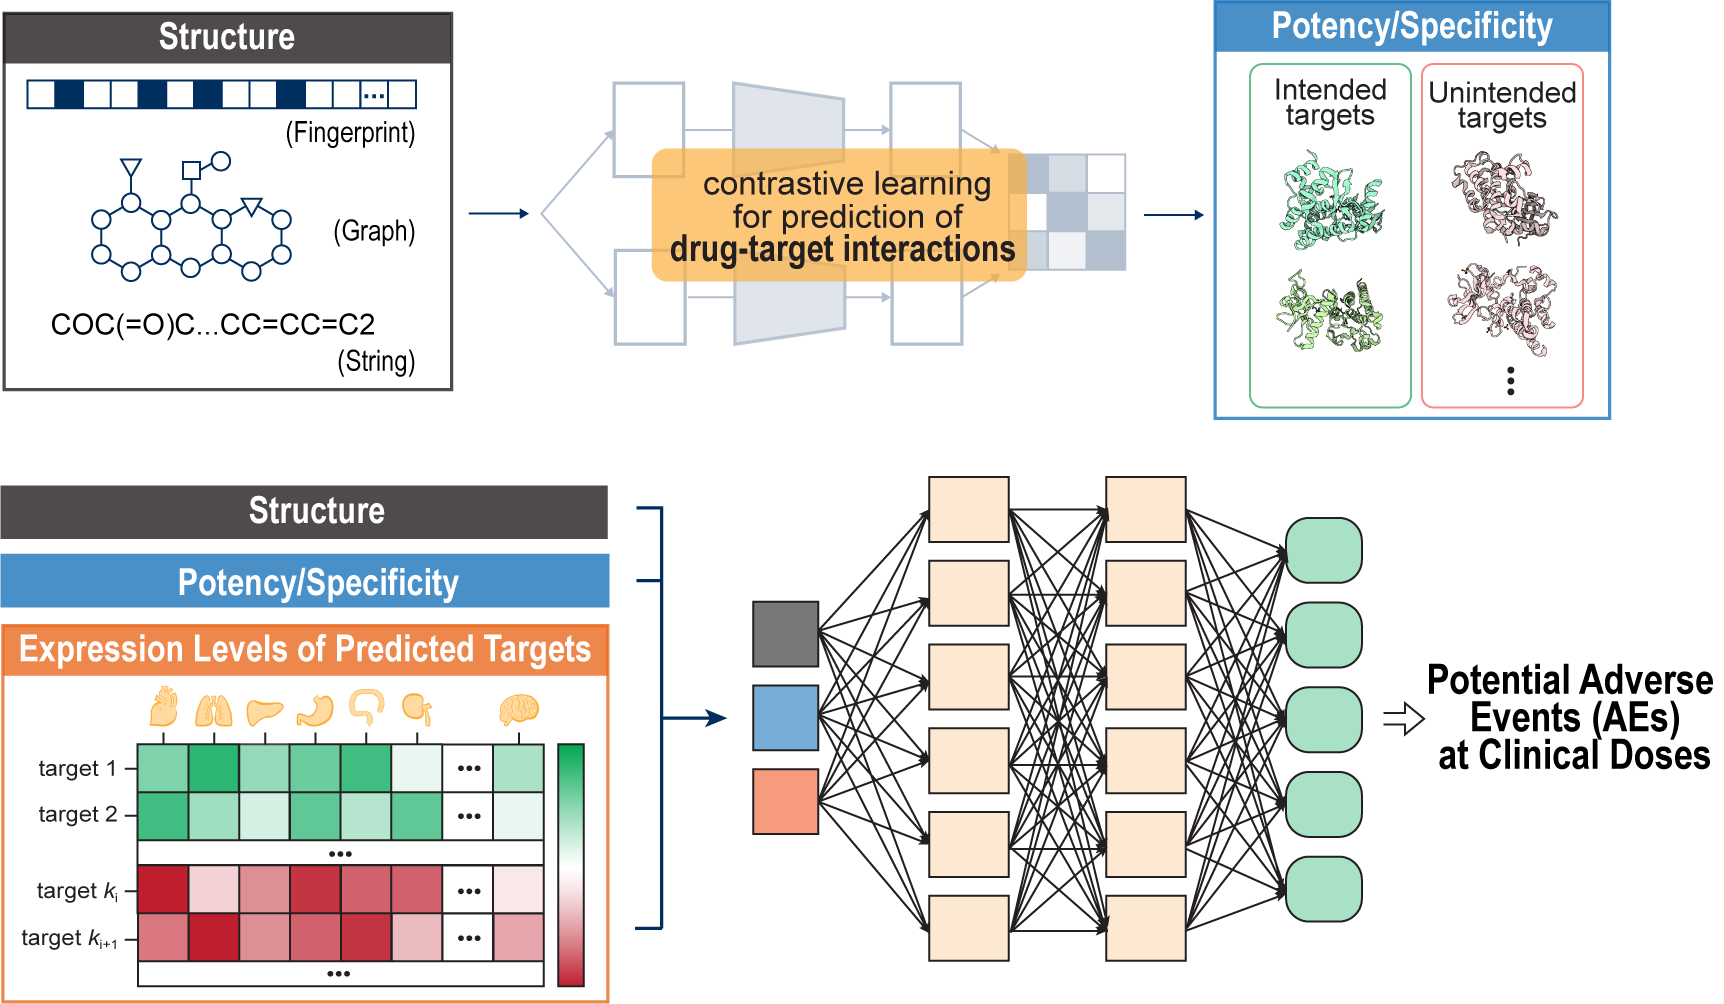 Structure
(Fingerprint)
(Graph)
COC(=O)C...CC=CC=C2
(String)
contrastive learning
for prediction of
drug-target interactions
Potency/Specificity
Intended
targets
Unintended
targets
Structure
Potency/Specificity
Expression Levels of Predicted Targets
target 1
target 2
target ki
target ki+1
Potential Adverse
Events (AEs)
at Clinical Doses